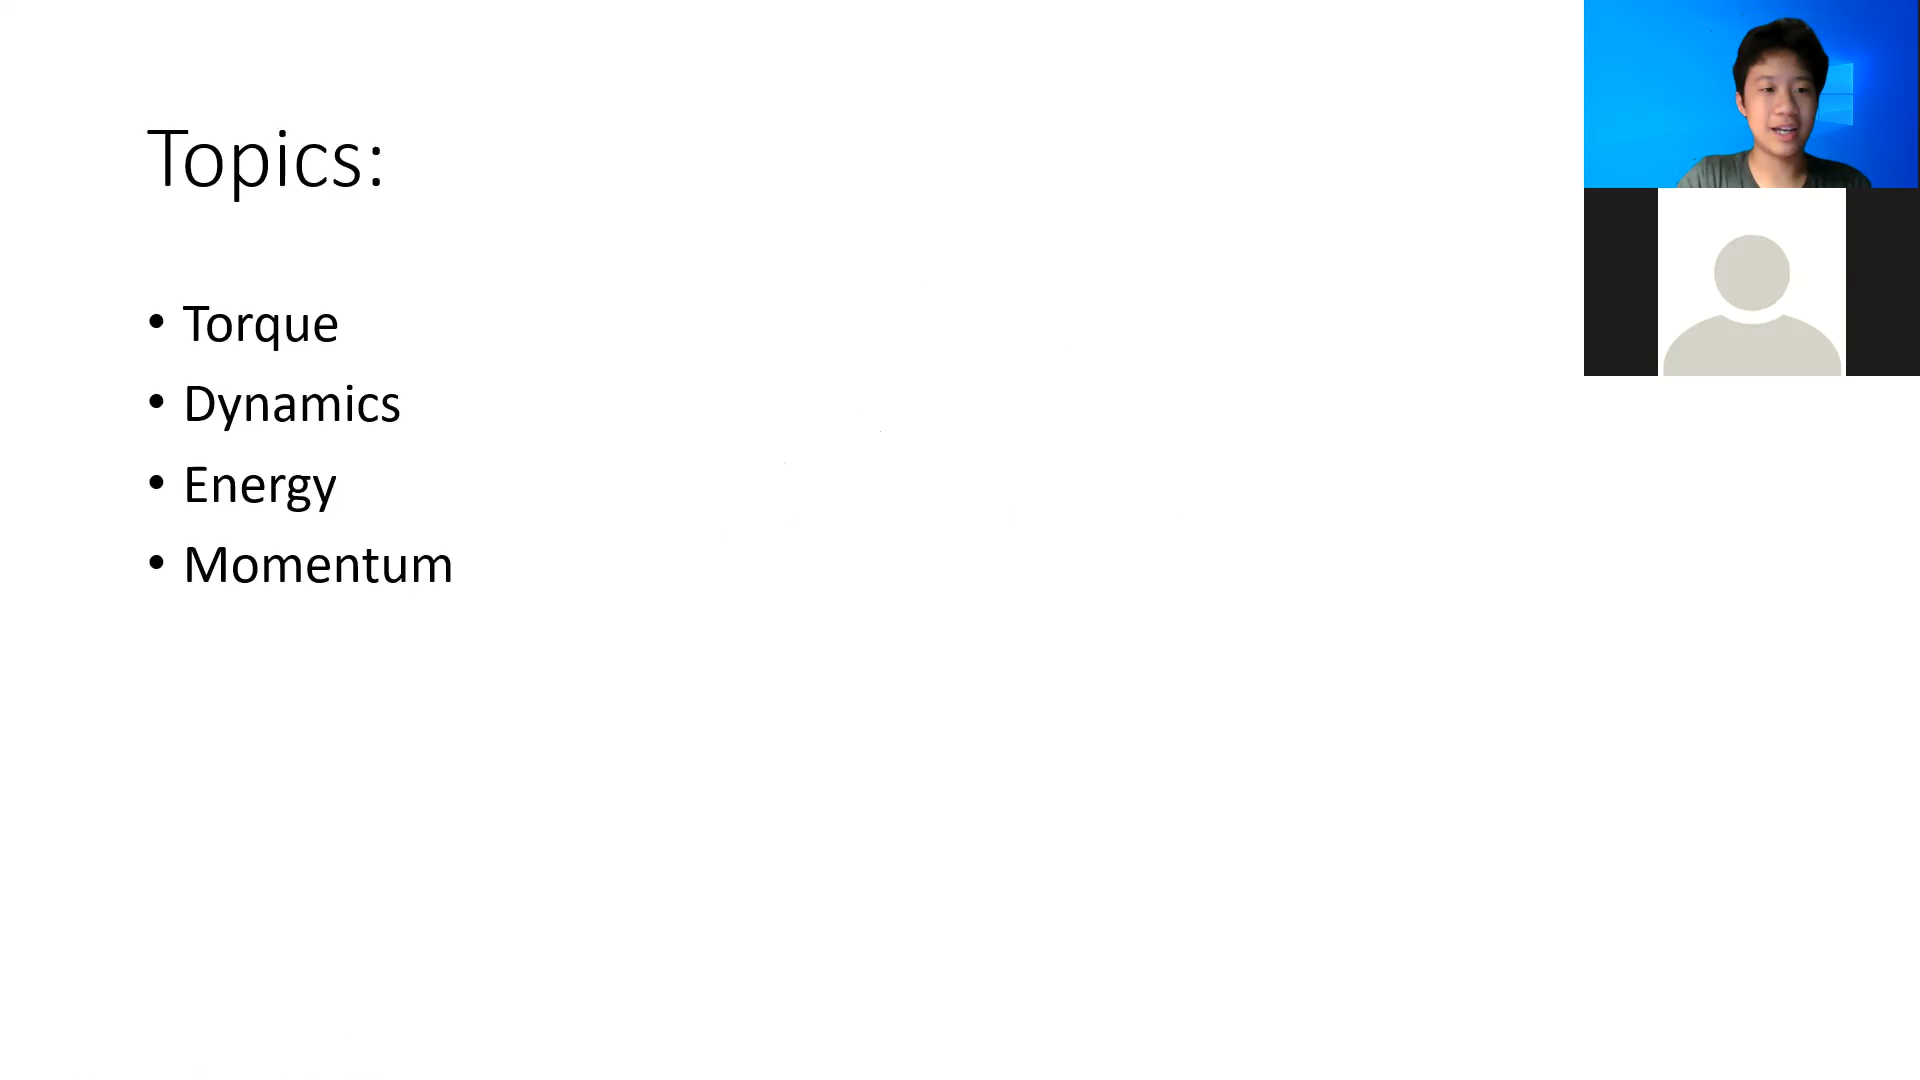 Topics:
• Torque
• Dynamics
• Energy
• Momentum